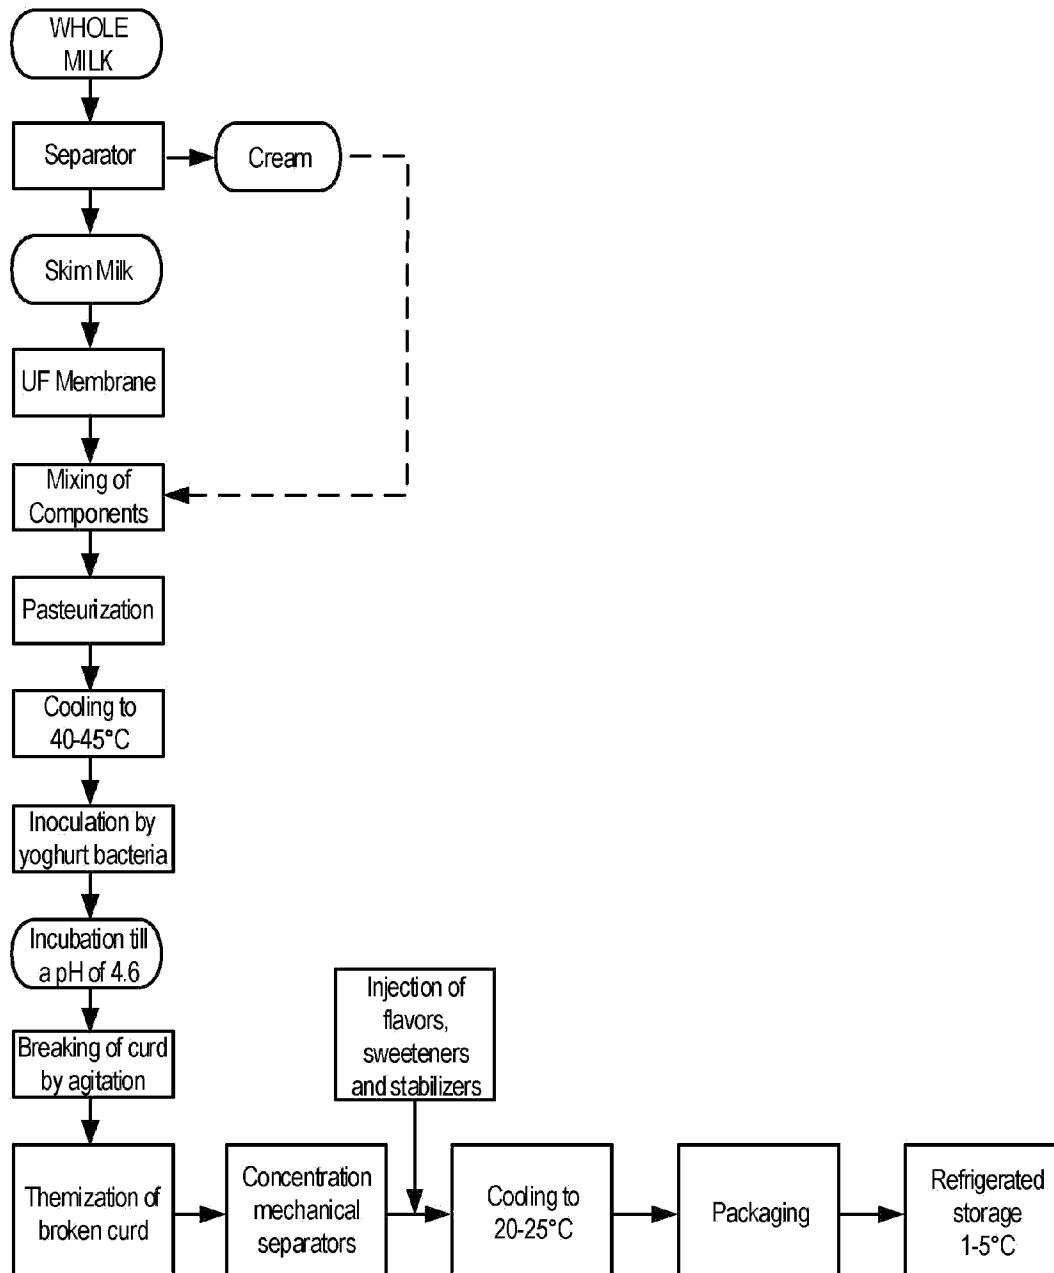 WHOLE
MILK
Separator
Cream
Skim Milk
UF Membrane
Mixing of
Components
Pasteurization
Cooling to
40-45°C
Inoculation by
yoghurt bacteria
Incubation till
a pH of 4.6
Breaking of curd
by agitation
Injection of
flavors,
sweeteners
and stabilizers
Themization of
broken curd
Concentration
mechanical
separators
Cooling to
20-25°C
Packaging
Refrigerated
storage
1-5°C